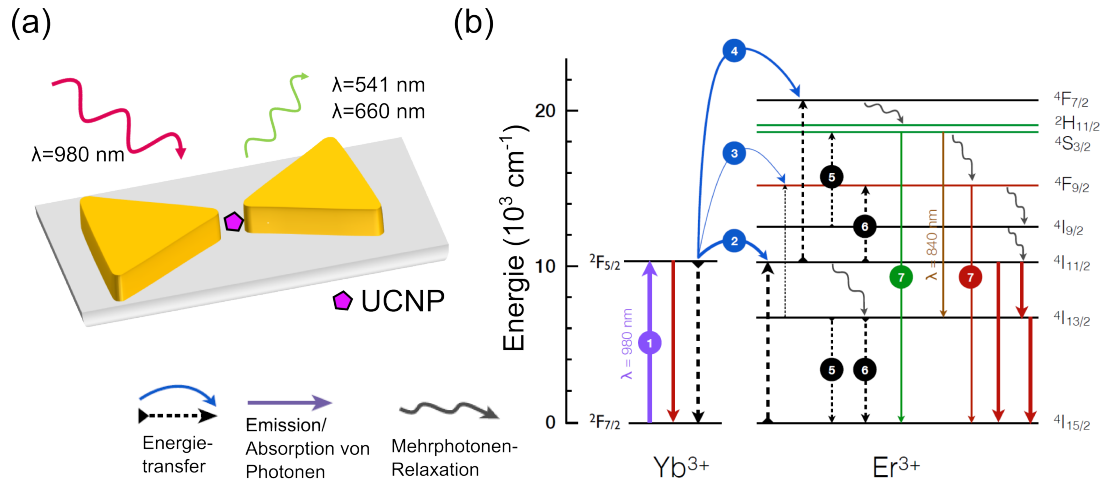 (a)
λ=980 nm
λ=541 nm
λ=660 nm
UCNP
Energie-
transfer
Emission/
Absorption von
Photonen
Mehrphotonen-
Relaxation
(b)
Energie (10³ cm⁻¹)
20
10
0
²F₅/₂
²F₇/₂
λ = 980 nm
1
2
3
4
5
6
5
6
7
7
λ = 840 nm
⁴F₇/₂
²H₁₁/₂
⁴S₃/₂
⁴F₉/₂
⁴I₉/₂
⁴I₁₁/₂
⁴I₁₃/₂
⁴I₁₅/₂
Yb³⁺
Er³⁺